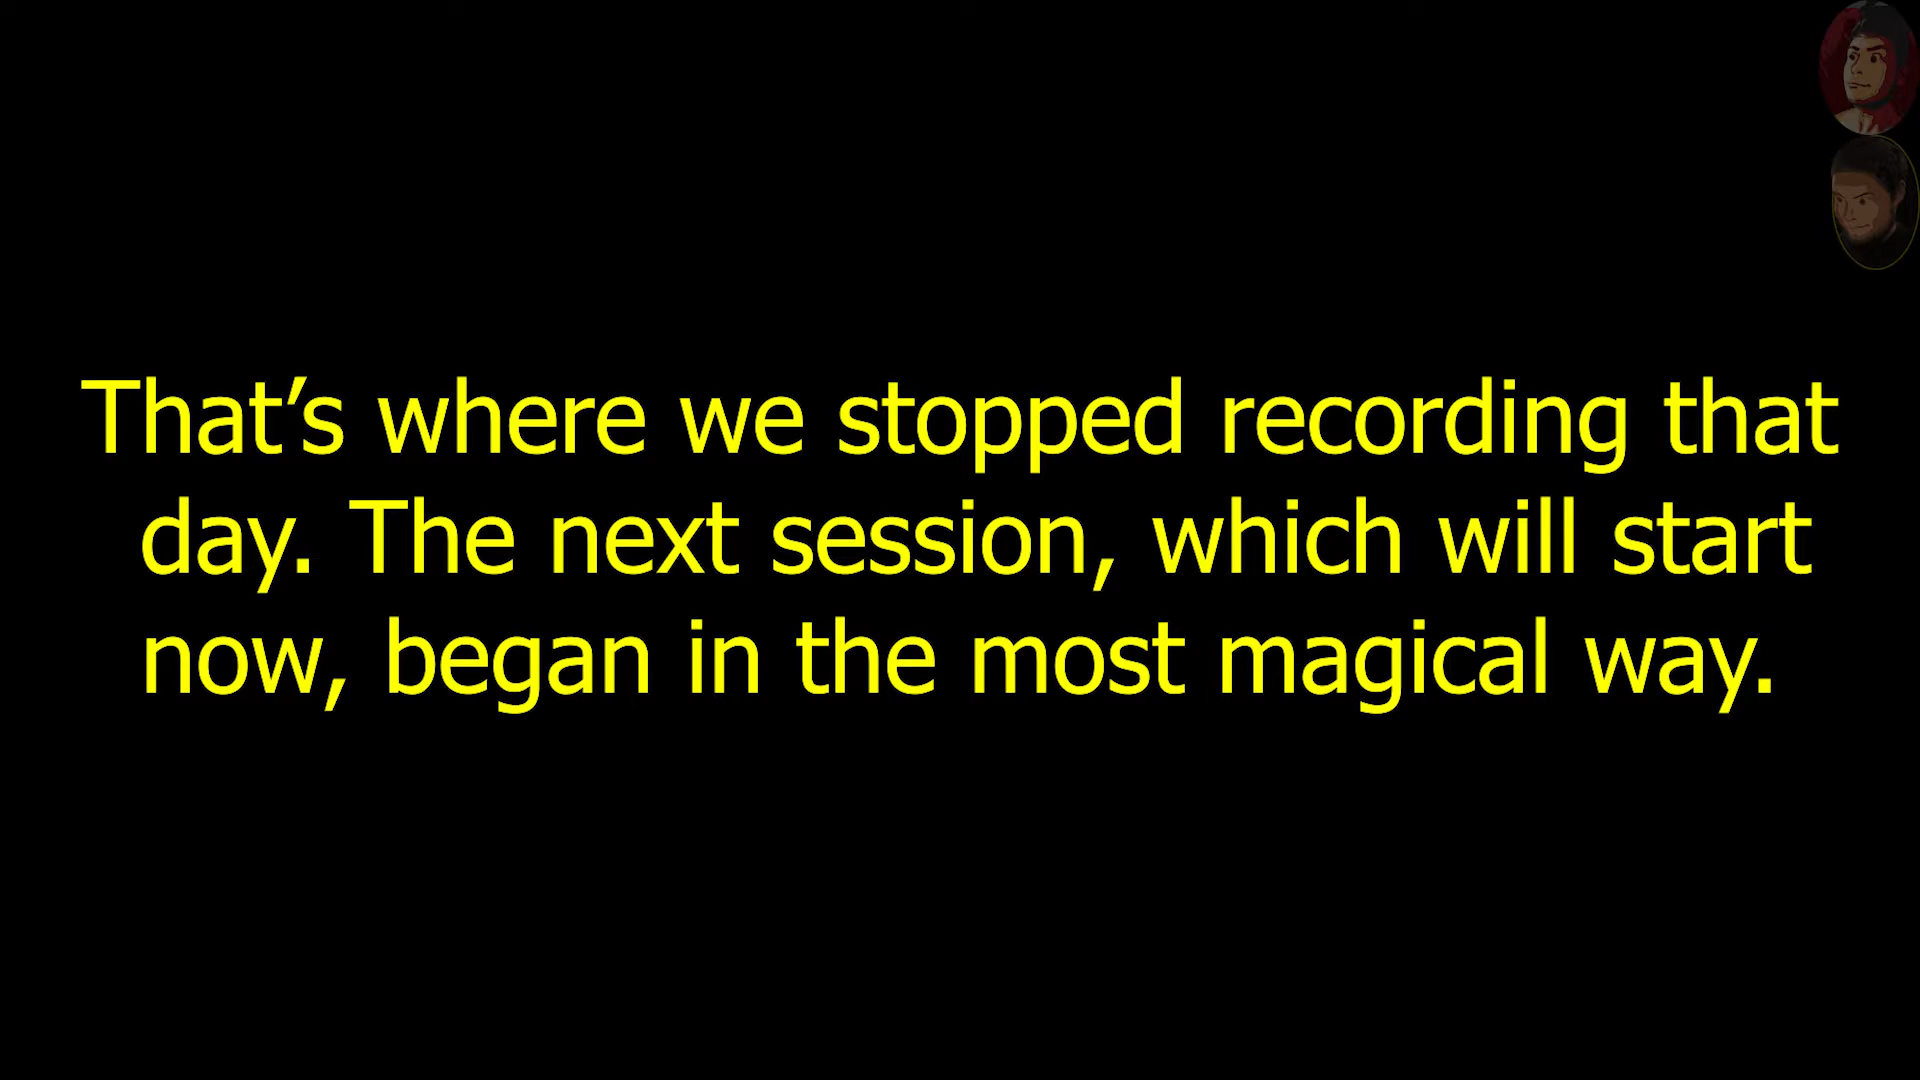 That’s where we stopped recording that
day. The next session, which will start
now, began in the most magical way.